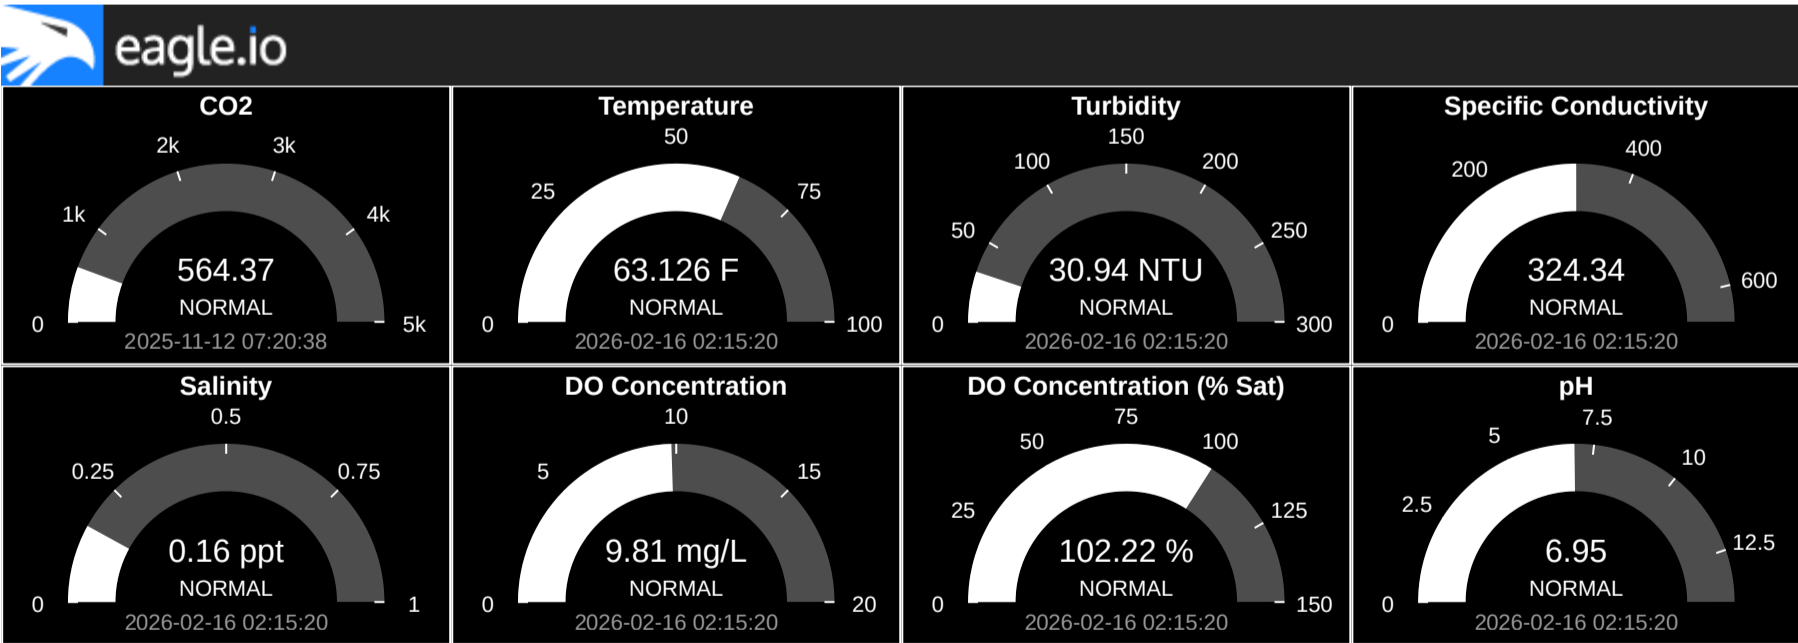 eagle.io
CO2
0
1k
2k
3k
4k
5k
564.37
NORMAL
2025-11-12 07:20:38
Temperature
0
25
50
75
100
63.126 F
NORMAL
2026-02-16 02:15:20
Turbidity
0
50
100
150
200
250
300
30.94 NTU
NORMAL
2026-02-16 02:15:20
Specific Conductivity
0
200
400
600
324.34
NORMAL
2026-02-16 02:15:20
Salinity
0
0.25
0.5
0.75
1
0.16 ppt
NORMAL
2026-02-16 02:15:20
DO Concentration
0
5
10
15
20
9.81 mg/L
NORMAL
2026-02-16 02:15:20
DO Concentration (% Sat)
0
25
50
75
100
125
150
102.22 %
NORMAL
2026-02-16 02:15:20
pH
0
2.5
5
7.5
10
12.5
6.95
NORMAL
2026-02-16 02:15:20